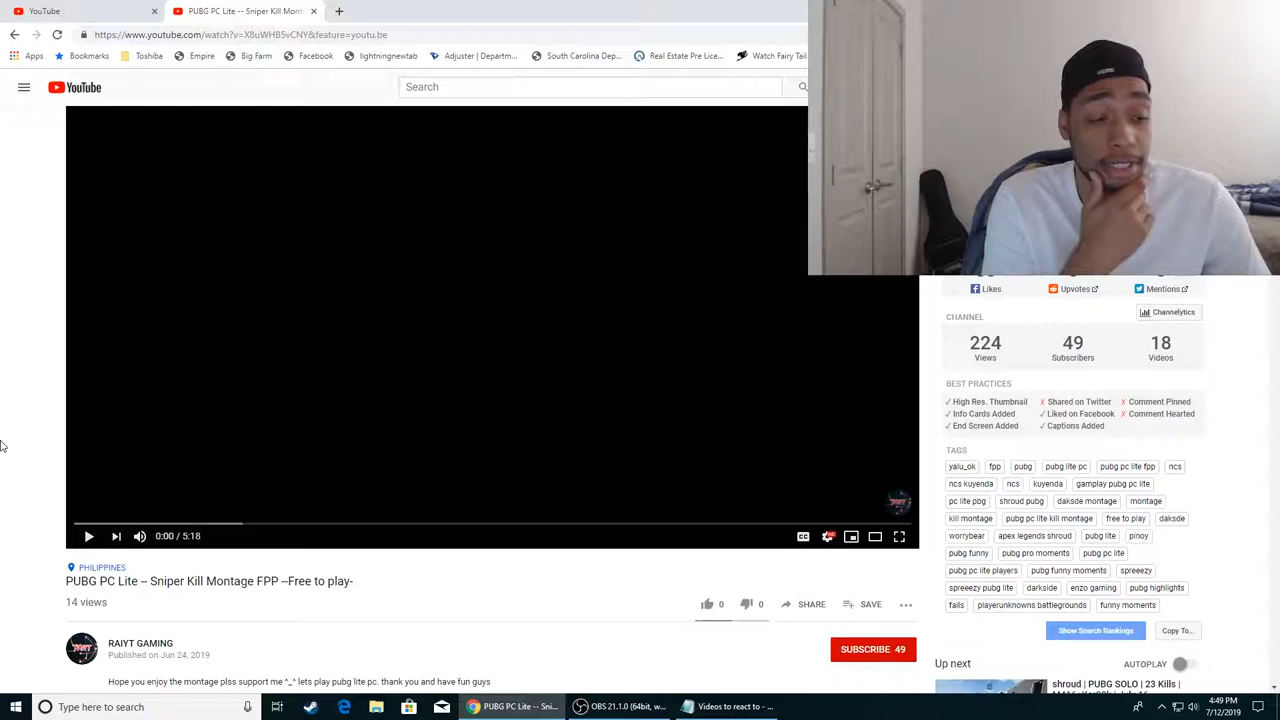 YouTube
PUBG PC Lite -- Sniper Kill Mont
https://www.youtube.com/watch?v=X8uWHB5vCNY&feature=youtu.be
Apps Bookmarks Toshiba Empire Big Farm Facebook lightningnewtab Adjuster | Depart... South Carolina Dep... Real Estate Pre Lice... Watch Fairy Tail
YouTube
Search
Likes Upvotes Mentions
CHANNEL Channelytics
224 49 18
Views Subscribers Videos
BEST PRACTICES
✓ High Res. Thumbnail ✗ Shared on Twitter ✗ Comment Pinned
✓ Info Cards Added ✓ Liked on Facebook ✗ Comment Hearted
✓ End Screen Added ✓ Captions Added
TAGS
yalu_ok fpp pubg pubg lite pc pubg pc lite fpp ncs
ncs kuyenda ncs kuyenda gamplay pubg pc lite
pc lite pbg shroud pubg daksde montage montage
kill montage pubg pc lite kill montage free to play daksde
worrybear apex legends shroud pubg lite pinoy
pubg funny pubg pro moments pubg pc lite
pubg pc lite players pubg funny moments spreeezy
spreeezy pubg lite darkside enzo gaming pubg highlights
fails playerunknowns battlegrounds funny moments
Show Search Rankings Copy To...
0:00 / 5:18
HD
PHILIPPINES
PUBG PC Lite -- Sniper Kill Montage FPP --Free to play-
14 views
0 0 SHARE SAVE
RAIYT GAMING
Published on Jun 24, 2019
SUBSCRIBE 49
Hope you enjoy the montage plss support me ^_^ lets play pubg lite pc. thank you and have fun guys
Up next AUTOPLAY
shroud | PUBG SOLO | 23 Kills |
Type here to search
PUBG PC Lite -- Sni... OBS 21.1.0 (64bit, w... Videos to react to - ...
4:49 PM
7/12/2019